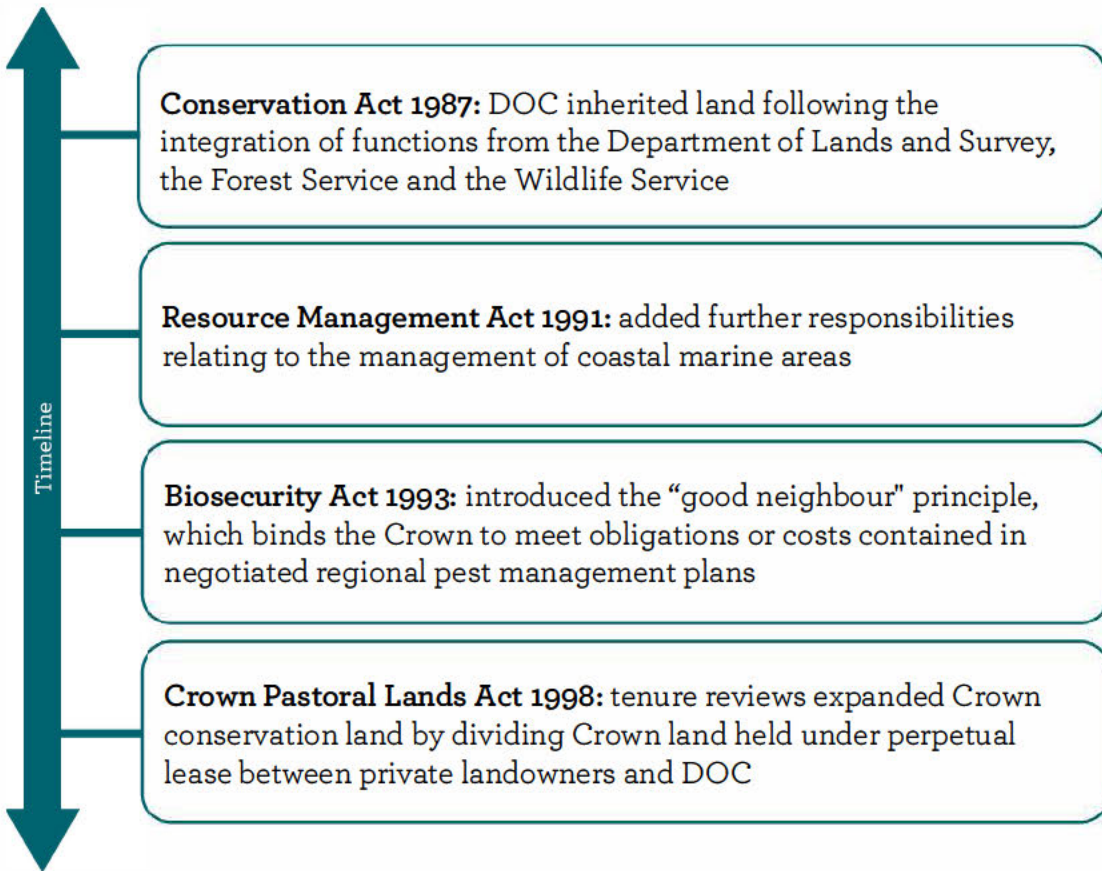 Timeline
Conservation Act 1987: DOC inherited land following the
integration of functions from the Department of Lands and Survey,
the Forest Service and the Wildlife Service
Resource Management Act 1991: added further responsibilities
relating to the management of coastal marine areas
Biosecurity Act 1993: introduced the “good neighbour" principle,
which binds the Crown to meet obligations or costs contained in
negotiated regional pest management plans
Crown Pastoral Lands Act 1998: tenure reviews expanded Crown
conservation land by dividing Crown land held under perpetual
lease between private landowners and DOC